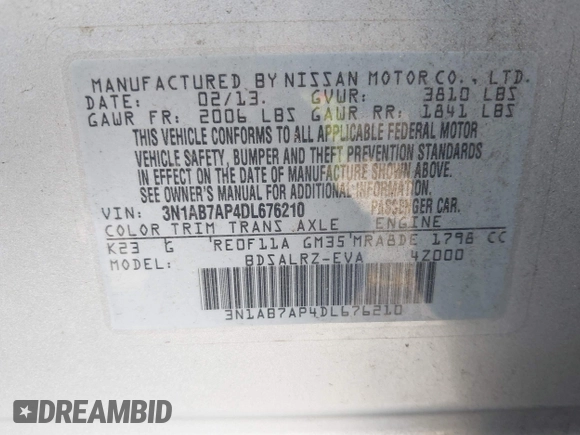 MANUFACTURED BY NISSAN MOTOR CO., LTD.
DATE: 02/13. GVWR: 3810 LBS
GAWR FR: 2006 LBS GAWR RR: 1841 LBS
THIS VEHICLE CONFORMS TO ALL APPLICABLE FEDERAL MOTOR
VEHICLE SAFETY, BUMPER AND THEFT PREVENTION STANDARDS
IN EFFECT ON THE DATE OF MANUFACTURE SHOWN ABOVE.
SEE OWNER'S MANUAL FOR ADDITIONAL INFORMATION.
VIN: 3N1AB7AP4DL676210 PASSENGER CAR.
COLOR TRIM TRANS AXLE ENGINE
K23 G RE0F11A GM35 MRA8DE 1798 CC
MODEL: BDSALRZ-EVA 4Z000
3N1AB7AP4DL676210
DREAMBID